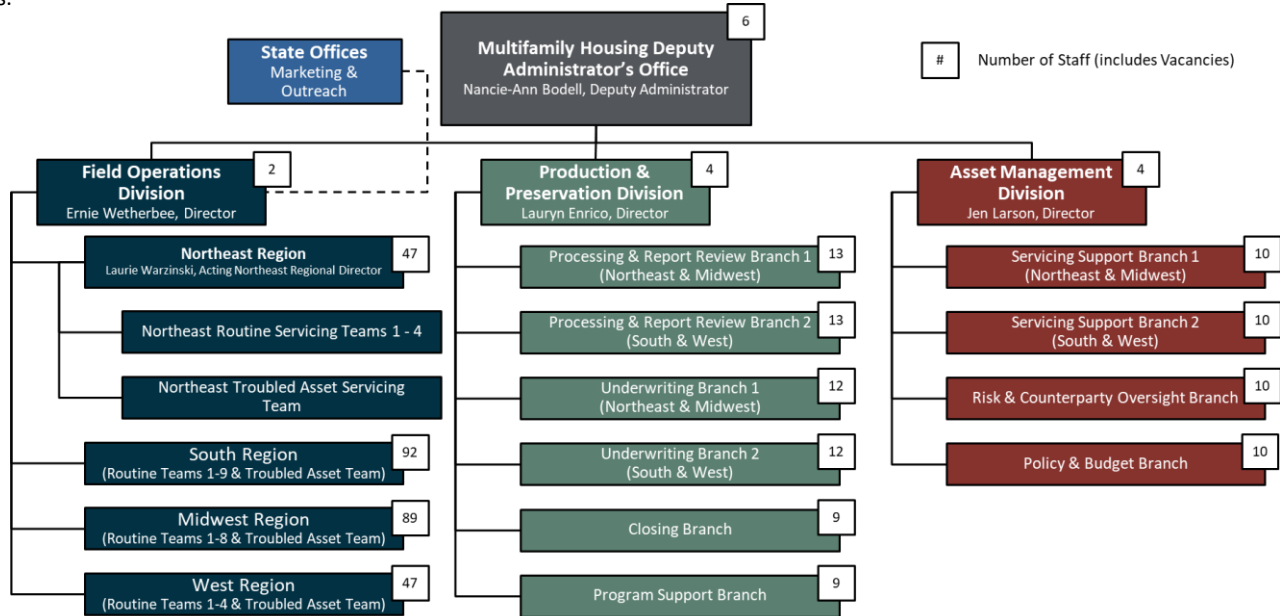 s:
6
Multifamily Housing Deputy
Administrator's Office
Nancie-Ann Bodell, Deputy Administrator
State Offices
Marketing &
Outreach
# Number of Staff (includes Vacancies)
2
Field Operations
Division
Ernie Wetherbee, Director
47
Northeast Region
Laurie Warzinski, Acting Northeast Regional Director
Northeast Routine Servicing Teams 1 - 4
Northeast Troubled Asset Servicing
Team
92
South Region
(Routine Teams 1-9 & Troubled Asset Team)
89
Midwest Region
(Routine Teams 1-8 & Troubled Asset Team)
47
West Region
(Routine Teams 1-4 & Troubled Asset Team)
4
Production &
Preservation Division
Lauryn Enrico, Director
13
Processing & Report Review Branch 1
(Northeast & Midwest)
13
Processing & Report Review Branch 2
(South & West)
12
Underwriting Branch 1
(Northeast & Midwest)
12
Underwriting Branch 2
(South & West)
9
Closing Branch
9
Program Support Branch
4
Asset Management
Division
Jen Larson, Director
10
Servicing Support Branch 1
(Northeast & Midwest)
10
Servicing Support Branch 2
(South & West)
10
Risk & Counterparty Oversight Branch
10
Policy & Budget Branch